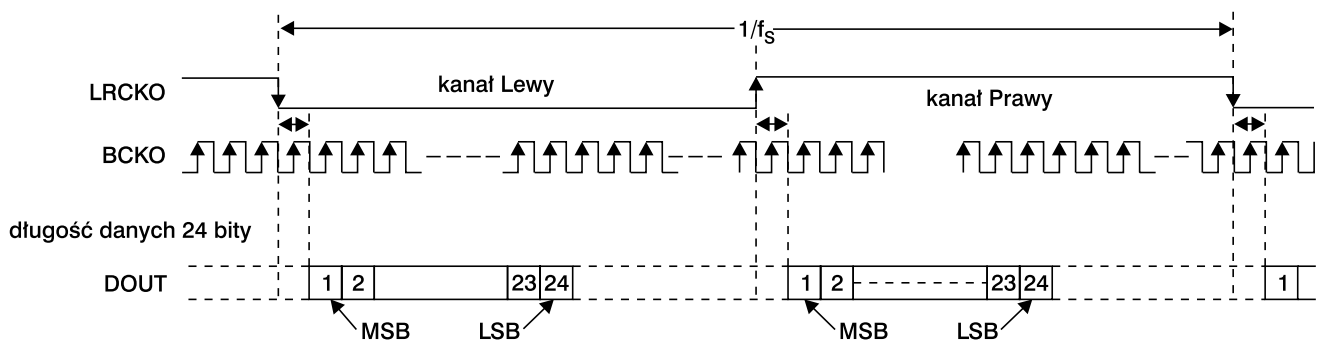 1/fS
LRCKO
kanał Lewy
kanał Prawy
BCKO
długość danych 24 bity
DOUT
1 2 23 24 1 2 23 24 1
MSB LSB MSB LSB